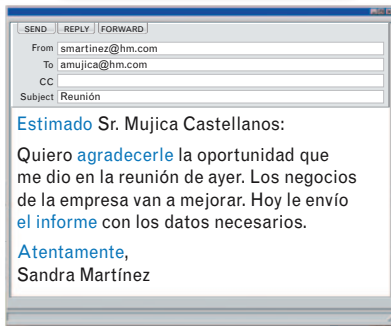 SEND REPLY FORWARD
From smartinez@hm.com
To amujica@hm.com
CC
Subject Reunión
Estimado Sr. Mujica Castellanos:
Quiero agradecerle la oportunidad que
me dio en la reunión de ayer. Los negocios
de la empresa van a mejorar. Hoy le envío
el informe con los datos necesarios.
Atentamente,
Sandra Martínez